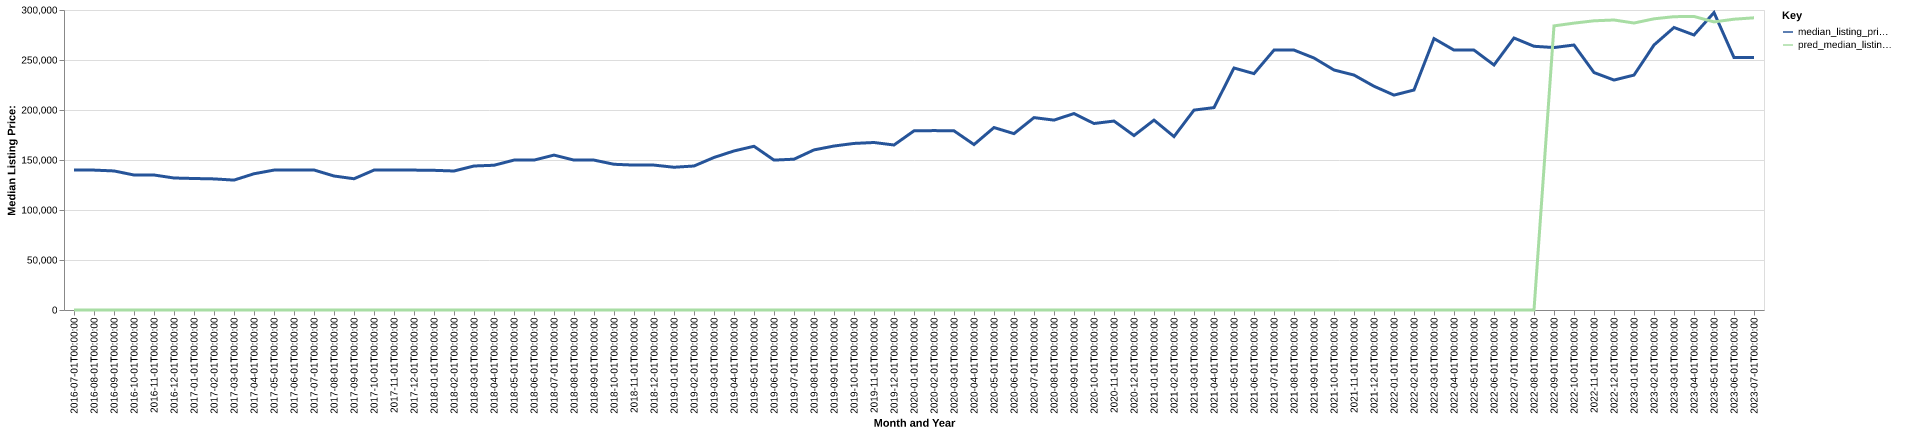 300,000
250,000
200,000
150,000
100,000
50,000
0
Median Listing Price:
2016-07-01T00:00:00
2016-08-01T00:00:00
2016-09-01T00:00:00
2016-10-01T00:00:00
2016-11-01T00:00:00
2016-12-01T00:00:00
2017-01-01T00:00:00
2017-02-01T00:00:00
2017-03-01T00:00:00
2017-04-01T00:00:00
2017-05-01T00:00:00
2017-06-01T00:00:00
2017-07-01T00:00:00
2017-08-01T00:00:00
2017-09-01T00:00:00
2017-10-01T00:00:00
2017-11-01T00:00:00
2017-12-01T00:00:00
2018-01-01T00:00:00
2018-02-01T00:00:00
2018-03-01T00:00:00
2018-04-01T00:00:00
2018-05-01T00:00:00
2018-06-01T00:00:00
2018-07-01T00:00:00
2018-08-01T00:00:00
2018-09-01T00:00:00
2018-10-01T00:00:00
2018-11-01T00:00:00
2018-12-01T00:00:00
2019-01-01T00:00:00
2019-02-01T00:00:00
2019-03-01T00:00:00
2019-04-01T00:00:00
2019-05-01T00:00:00
2019-06-01T00:00:00
2019-07-01T00:00:00
2019-08-01T00:00:00
2019-09-01T00:00:00
2019-10-01T00:00:00
2019-11-01T00:00:00
2019-12-01T00:00:00
2020-01-01T00:00:00
2020-02-01T00:00:00
2020-03-01T00:00:00
2020-04-01T00:00:00
2020-05-01T00:00:00
2020-06-01T00:00:00
2020-07-01T00:00:00
2020-08-01T00:00:00
2020-09-01T00:00:00
2020-10-01T00:00:00
2020-11-01T00:00:00
2020-12-01T00:00:00
2021-01-01T00:00:00
2021-02-01T00:00:00
2021-03-01T00:00:00
2021-04-01T00:00:00
2021-05-01T00:00:00
2021-06-01T00:00:00
2021-07-01T00:00:00
2021-08-01T00:00:00
2021-09-01T00:00:00
2021-10-01T00:00:00
2021-11-01T00:00:00
2021-12-01T00:00:00
2022-01-01T00:00:00
2022-02-01T00:00:00
2022-03-01T00:00:00
2022-04-01T00:00:00
2022-05-01T00:00:00
2022-06-01T00:00:00
2022-07-01T00:00:00
2022-08-01T00:00:00
2022-09-01T00:00:00
2022-10-01T00:00:00
2022-11-01T00:00:00
2022-12-01T00:00:00
2023-01-01T00:00:00
2023-02-01T00:00:00
2023-03-01T00:00:00
2023-04-01T00:00:00
2023-05-01T00:00:00
2023-06-01T00:00:00
2023-07-01T00:00:00
Month and Year
Key
median_listing_pri…
pred_median_listin…